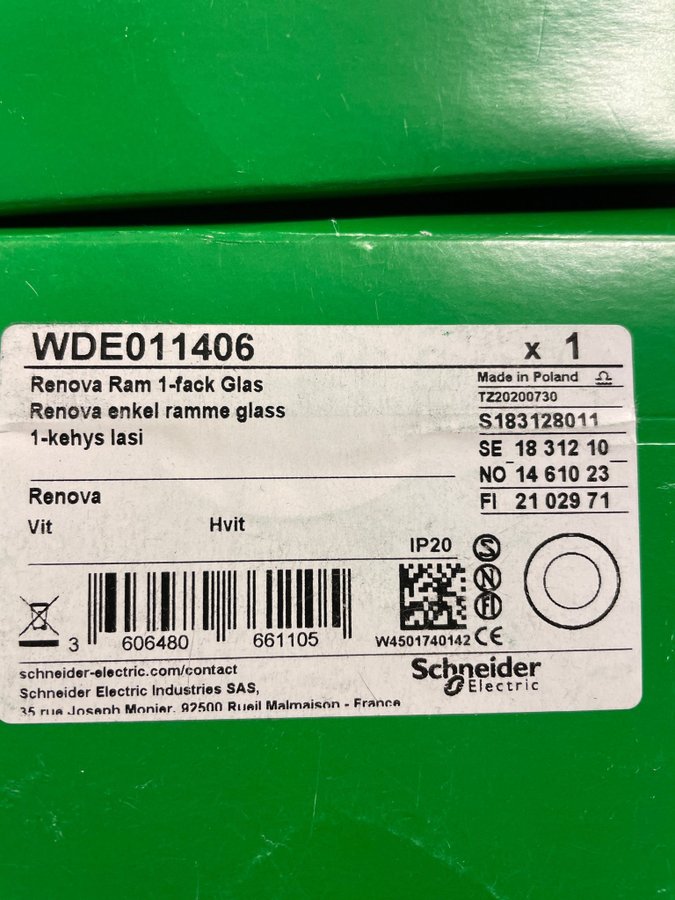 WDE011406 x 1
Renova Ram 1-fack Glas
Renova enkel ramme glass
1-kehys lasi
Made in Poland
TZ20200730
S183128011
SE 18 312 10
NO 14 610 23
FI 21 029 71
Renova
Vit Hvit
IP20
S
N
FI
3 606480 661105
W4501740142 CE
schneider-electric.com/contact
Schneider Electric Industries SAS,
35 rue Joseph Monier, 92500 Rueil Malmaison - France
Schneider
Electric